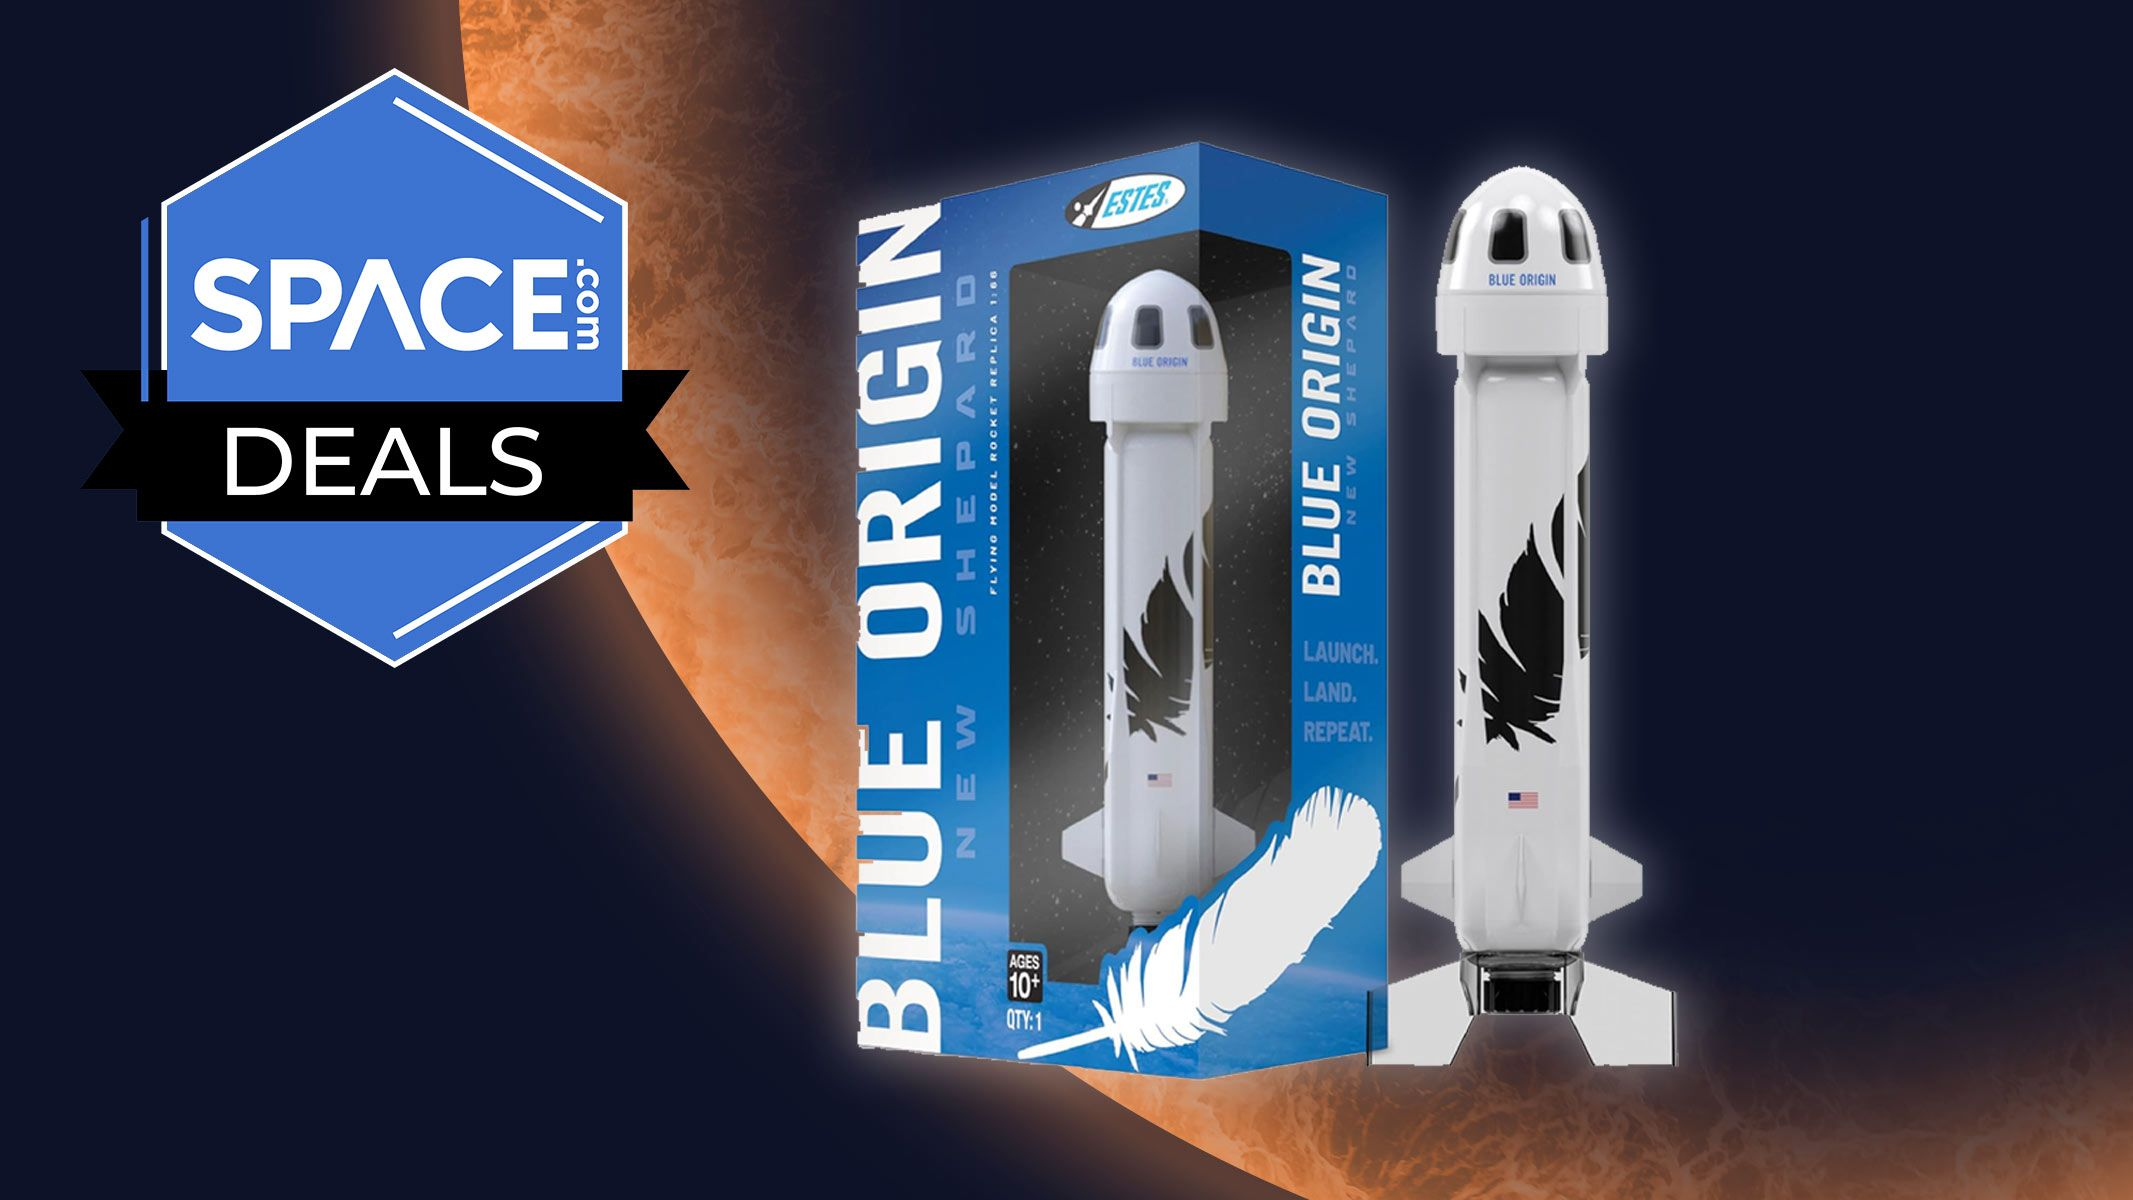 SPACE.com
DEALS
ESTES
BLUE ORIGIN
NEW SHEPARD
FLYING MODEL ROCKET REPLICA 1:66
BLUE ORIGIN
AGES
10+
QTY:1
BLUE ORIGIN
NEW SHEPARD
LAUNCH.
LAND.
REPEAT.
BLUE ORIGIN